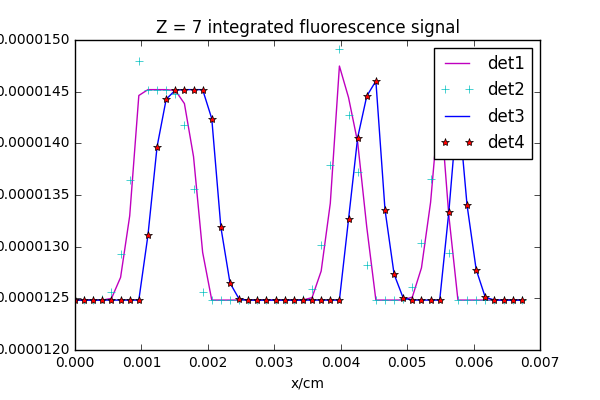 Z = 7 integrated fluorescence signal
0.0000150
0.0000145
0.0000140
0.0000135
0.0000130
0.0000125
0.0000120
0.000 0.001 0.002 0.003 0.004 0.005 0.006 0.007
x/cm
det1
det2
det3
det4